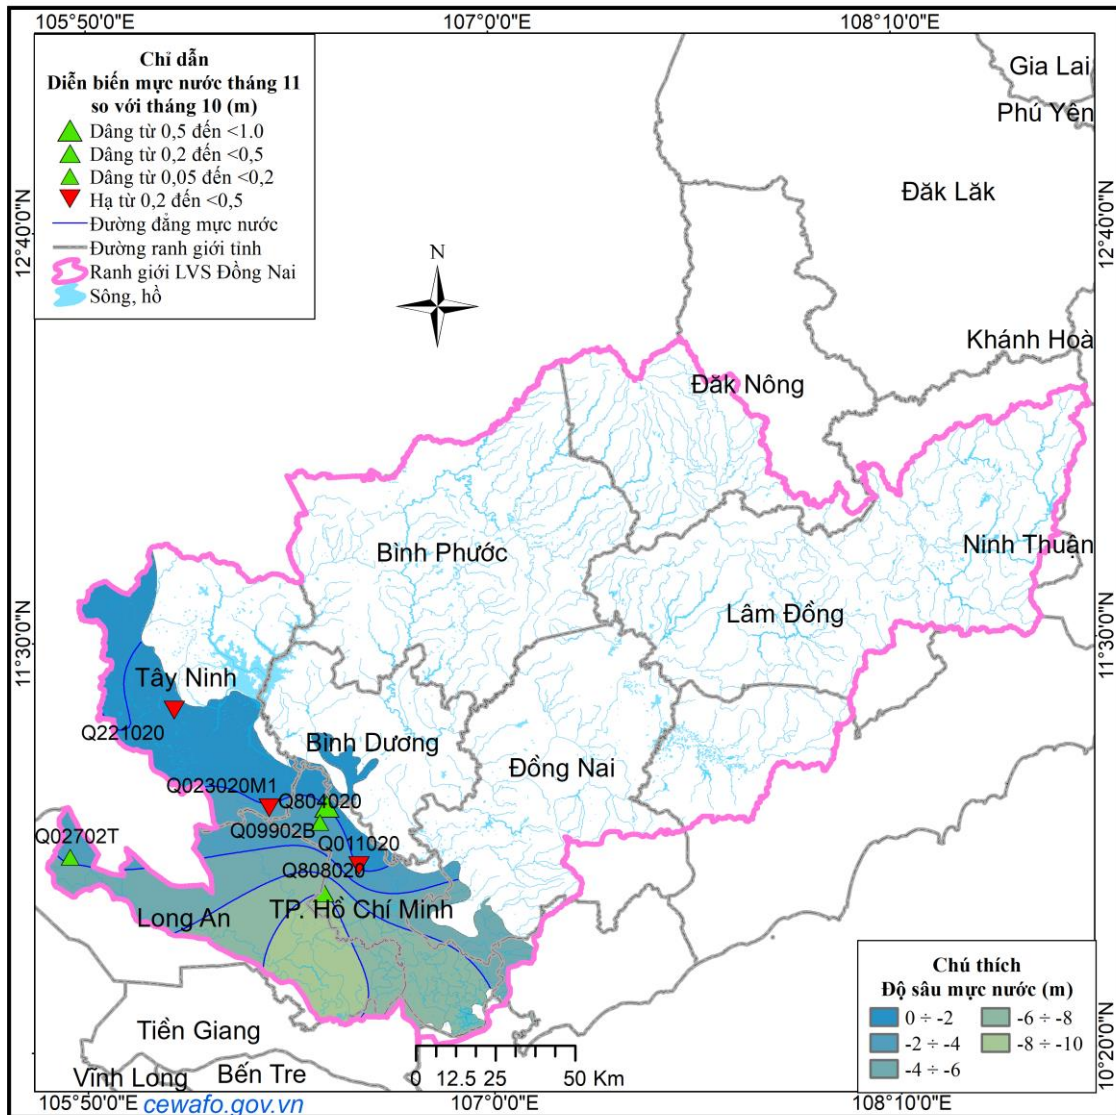 105°50'0"E 107°0'0"E 108°10'0"E
Chỉ dẫn
Diễn biến mực nước tháng 11
so với tháng 10 (m)
Dâng từ 0,5 đến <1.0
Dâng từ 0,2 đến <0,5
Dâng từ 0,05 đến <0,2
Hạ từ 0,2 đến <0,5
Đường đẳng mực nước
Đường ranh giới tỉnh
Ranh giới LVS Đồng Nai
Sông, hồ
Gia Lai
Phú Yên
Đăk Lăk
12°40'0"N 12°40'0"N
N
Khánh Hoà
Đăk Nông
Bình Phước
Ninh Thuận
Lâm Đồng
11°30'0"N 11°30'0"N
Tây Ninh
Q221020
Bình Dương
Đồng Nai
Q023020M1
Q804020
Q09902B
Q02702T
Q011020
Q808020
Long An
TP. Hồ Chí Minh
Chú thích
Độ sâu mực nước (m)
0 ÷ -2 -6 ÷ -8
-2 ÷ -4 -8 ÷ -10
-4 ÷ -6
10°20'0"N
Tiền Giang
Vĩnh Long
Bến Tre
0 12.5 25 50 Km
105°50'0"E 107°0'0"E 108°10'0"E
cewafo.gov.vn